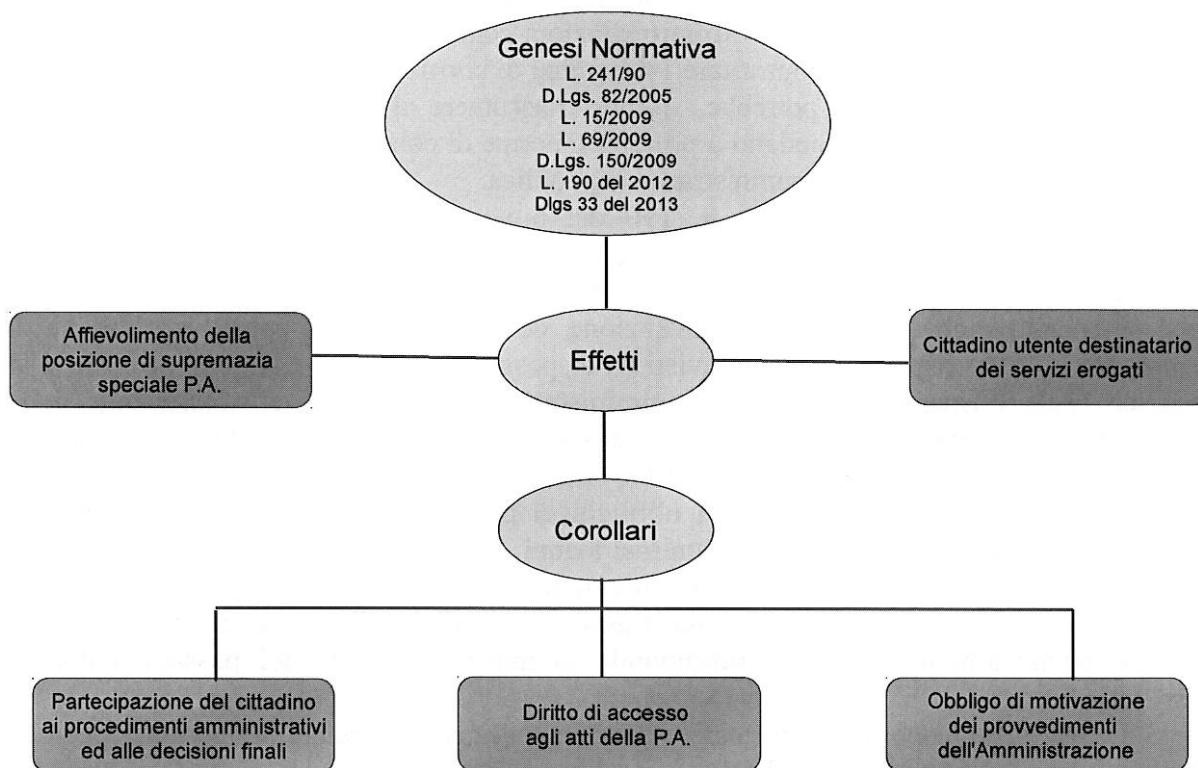 Genesi Normativa
L. 241/90
D.Lgs. 82/2005
L. 15/2009
L. 69/2009
D.Lgs. 150/2009
L. 190 del 2012
Dlgs 33 del 2013
Affievolimento della
posizione di supremazia
speciale P.A.
Effetti
Cittadino utente destinatario
dei servizi erogati
Corollari
Partecipazione del cittadino
ai procedimenti amministrativi
ed alle decisioni finali
Diritto di accesso
agli atti della P.A.
Obbligo di motivazione
dei provvedimenti
dell'Amministrazione